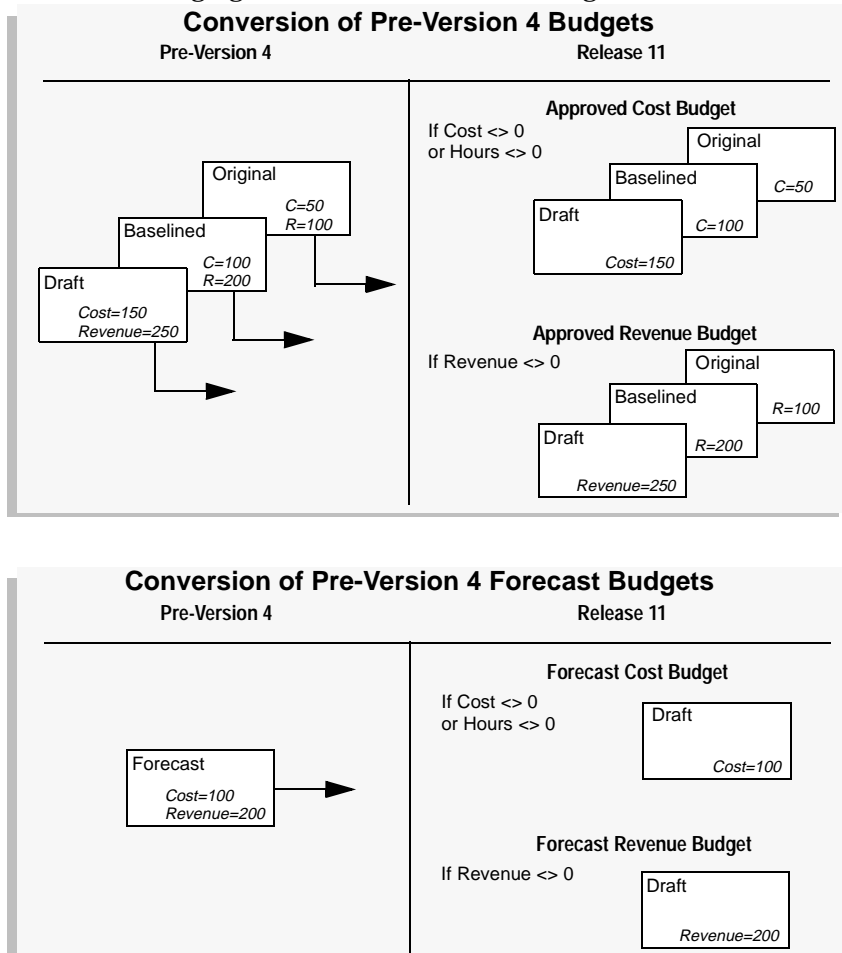 Conversion of Pre-Version 4 Budgets
Pre-Version 4
Release 11
Original
C=50
R=100
Baselined
C=100
R=200
Draft
Cost=150
Revenue=250
Approved Cost Budget
If Cost <> 0
or Hours <> 0
Original
C=50
Baselined
C=100
Draft
Cost=150
Approved Revenue Budget
If Revenue <> 0
Original
R=100
Baselined
R=200
Draft
Revenue=250
Conversion of Pre-Version 4 Forecast Budgets
Pre-Version 4
Release 11
Forecast
Cost=100
Revenue=200
Forecast Cost Budget
If Cost <> 0
or Hours <> 0
Draft
Cost=100
Forecast Revenue Budget
If Revenue <> 0
Draft
Revenue=200